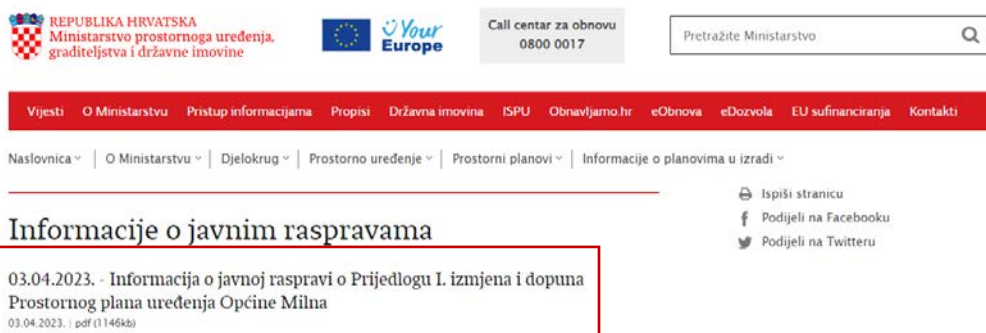 REPUBLIKA HRVATSKA
Ministarstvo prostornoga uređenja,
graditeljstva i državne imovine
Your
Europe
Call centar za obnovu
0800 0017
Pretražite Ministarstvo
Vijesti O Ministarstvu Pristup informacijama Propisi Državna imovina ISPU Obnavljamo.hr eObnova eDozvola EU sufinanciranja Kontakti
Naslovnica | O Ministarstvu | Djelokrug | Prostorno uređenje | Prostorni planovi | Informacije o planovima u izradi
Ispiši stranicu
Podijeli na Facebooku
Podijeli na Twitteru
Informacije o javnim raspravama
03.04.2023. - Informacija o javnoj raspravi o Prijedlogu I. izmjena i dopuna
Prostornog plana uređenja Općine Milna
03.04.2023. | pdf (1146kb)